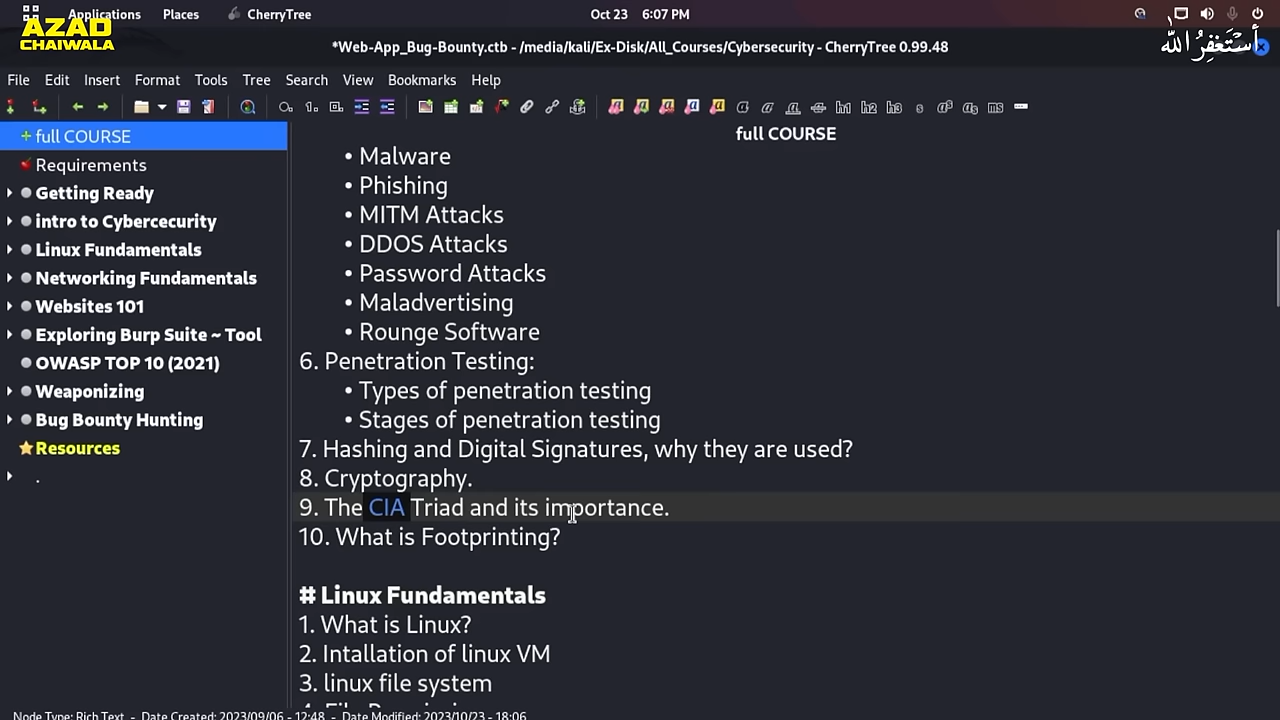 Applications Places CherryTree Oct 23 6:07 PM
AZAD
CHAIWALA
أَسْتَغْفِرُ اللّٰه
*Web-App_Bug-Bounty.ctb - /media/kali/Ex-Disk/All_Courses/Cybersecurity - CherryTree 0.99.48
File Edit Insert Format Tools Tree Search View Bookmarks Help
h1 h2 h3 s ms
full COURSE
Requirements
Getting Ready
intro to Cybercecurity
Linux Fundamentals
Networking Fundamentals
Websites 101
Exploring Burp Suite ~ Tool
OWASP TOP 10 (2021)
Weaponizing
Bug Bounty Hunting
Resources
.
full COURSE
• Malware
• Phishing
• MITM Attacks
• DDOS Attacks
• Password Attacks
• Maladvertising
• Rounge Software
6. Penetration Testing:
• Types of penetration testing
• Stages of penetration testing
7. Hashing and Digital Signatures, why they are used?
8. Cryptography.
9. The CIA Triad and its importance.
10. What is Footprinting?
# Linux Fundamentals
1. What is Linux?
2. Intallation of linux VM
3. linux file system
Node Type: Rich Text - Date Created: 2023/09/06 - 12:48 - Date Modified: 2023/10/23 - 18:06